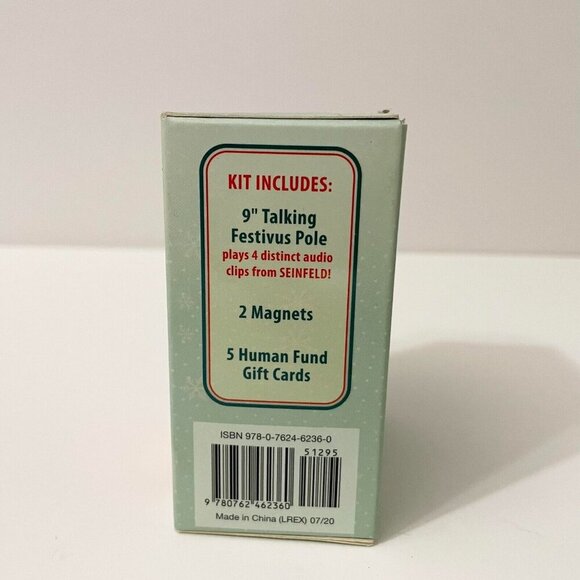 KIT INCLUDES:
9" Talking
Festivus Pole
plays 4 distinct audio
clips from SEINFELD!
2 Magnets
5 Human Fund
Gift Cards
ISBN 978-0-7624-6236-0
51295
9 780762 462360
Made in China (LREX) 07/20